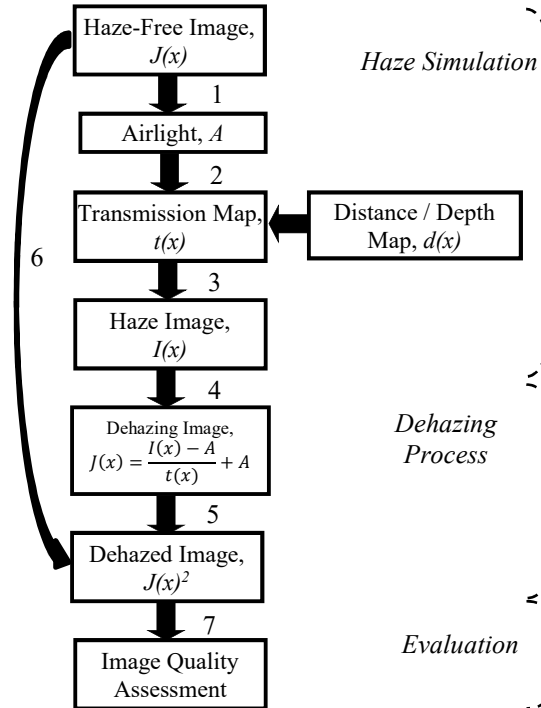 Haze-Free Image,
J(x)
Haze Simulation
1
Airlight, A
2
Transmission Map,
t(x)
Distance / Depth
Map, d(x)
6
3
Haze Image,
I(x)
4
Dehazing Image,
J(x) = (I(x) − A) / t(x) + A
Dehazing
Process
5
Dehazed Image,
J(x)²
7
Image Quality
Assessment
Evaluation